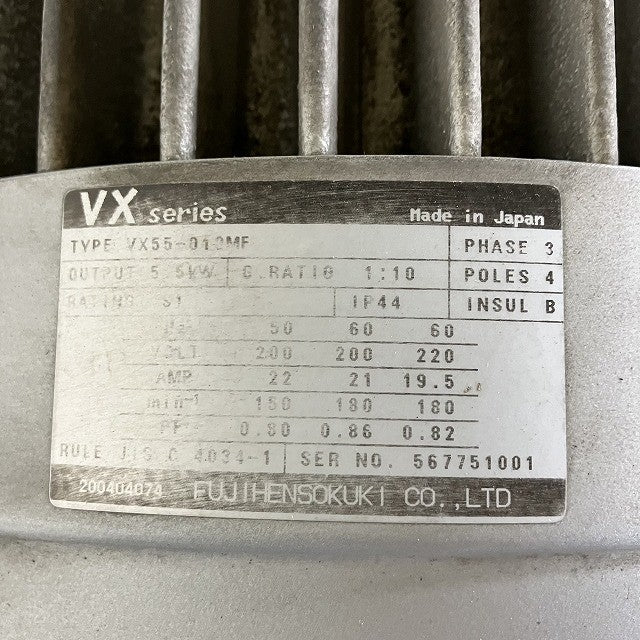 VX series Made in Japan
TYPE VX55-010MF PHASE 3
OUTPUT 5.5kW G.RATIO 1:10 POLES 4
RATING S1 IP44 INSUL B
Hz 50 60 60
VOLT 200 200 220
AMP 22 21 19.5
min⁻¹ 150 180 180
PF 0.80 0.86 0.82
RULE JIS C 4034-1 SER NO. 567751001
200404074 FUJIHENSOKUKI CO.,LTD